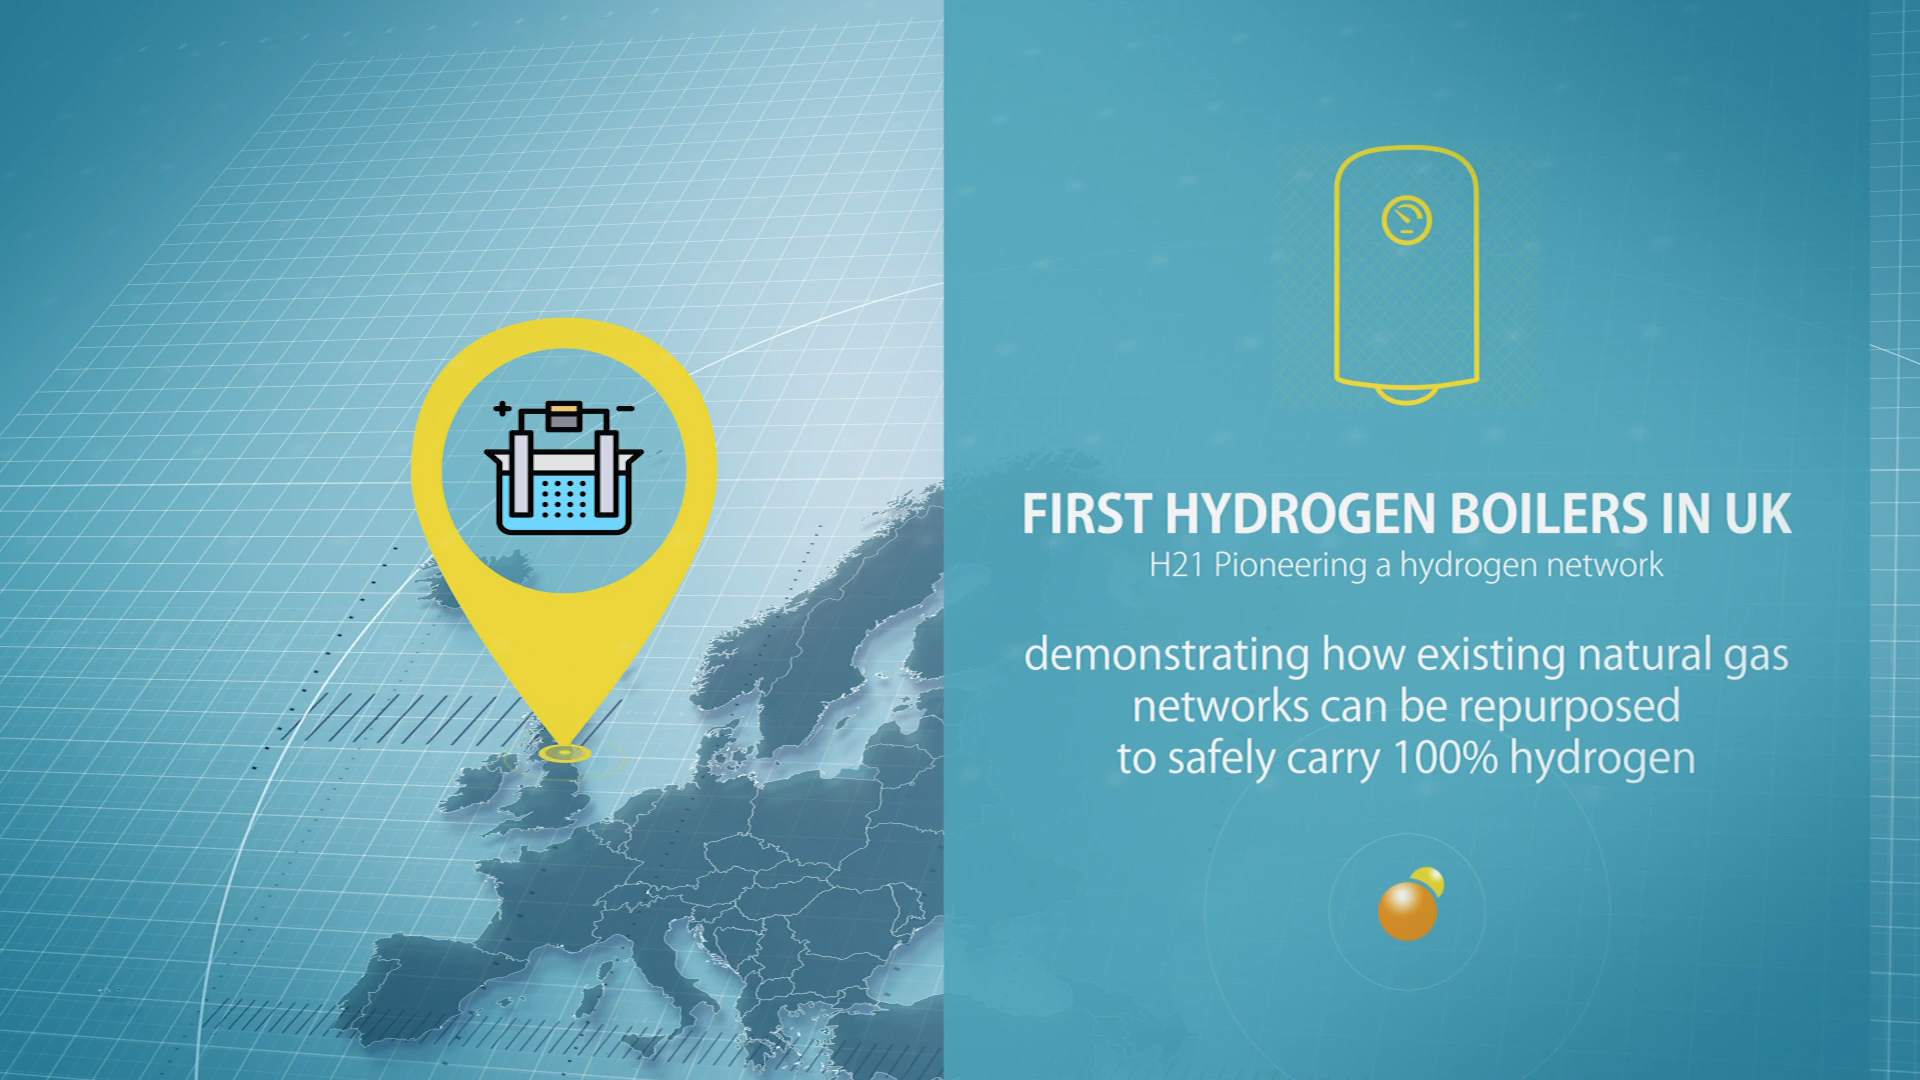 FIRST HYDROGEN BOILERS IN UK
H21 Pioneering a hydrogen network
demonstrating how existing natural gas
networks can be repurposed
to safely carry 100% hydrogen